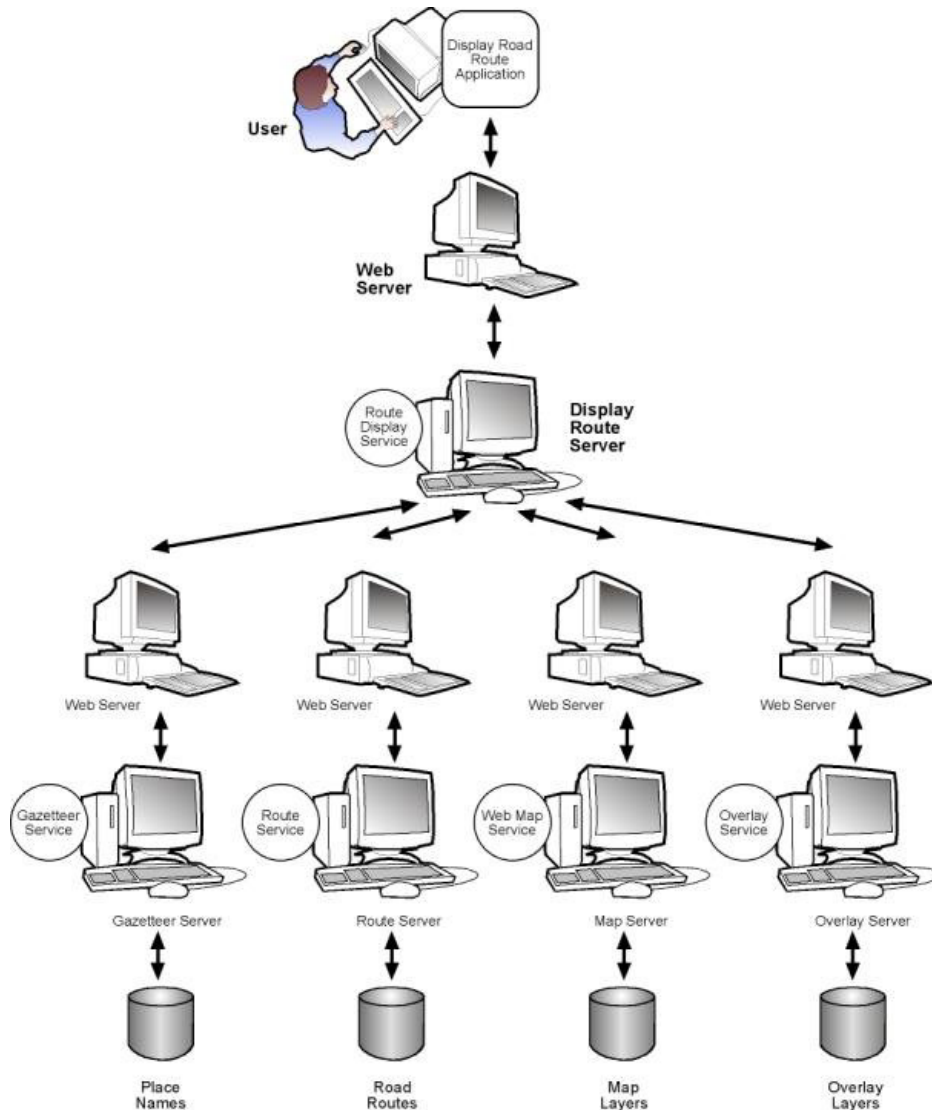 Display Road
Route
Application
User
Web
Server
Route
Display
Service
Display
Route
Server
Web Server
Web Server
Web Server
Web Server
Gazetteer
Service
Route
Service
Web Map
Service
Overlay
Service
Gazetteer Server
Route Server
Map Server
Overlay Server
Place
Names
Road
Routes
Map
Layers
Overlay
Layers